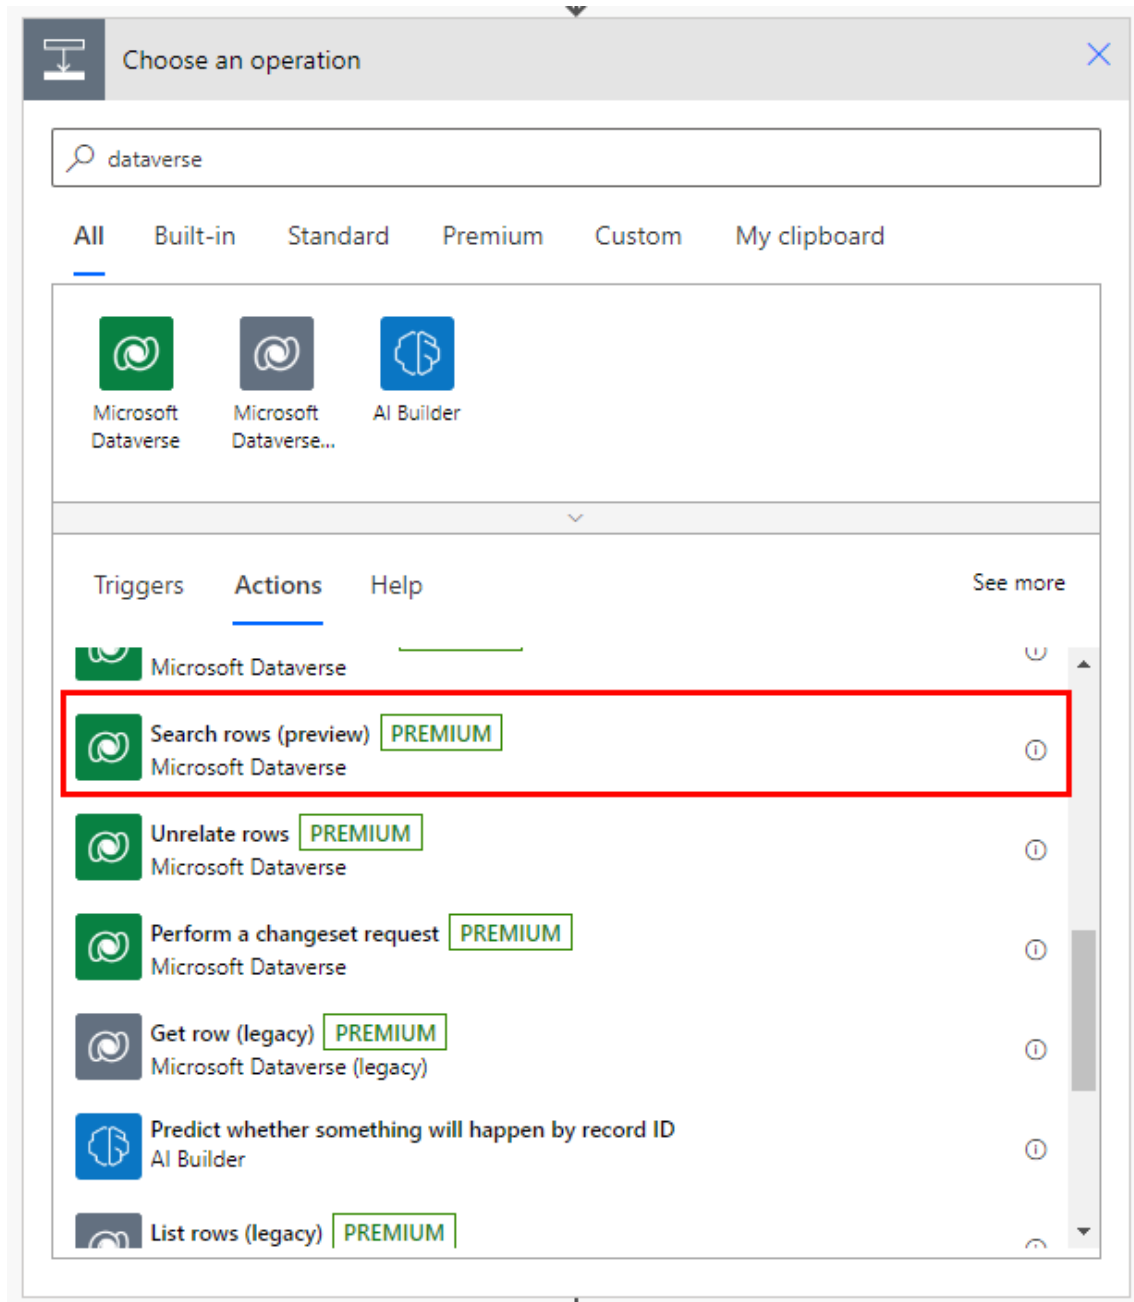 Choose an operation
dataverse
All Built-in Standard Premium Custom My clipboard
Microsoft Dataverse
Microsoft Dataverse...
AI Builder
Triggers Actions Help See more
Microsoft Dataverse
Search rows (preview) PREMIUM
Microsoft Dataverse
Unrelate rows PREMIUM
Microsoft Dataverse
Perform a changeset request PREMIUM
Microsoft Dataverse
Get row (legacy) PREMIUM
Microsoft Dataverse (legacy)
Predict whether something will happen by record ID
AI Builder
List rows (legacy) PREMIUM